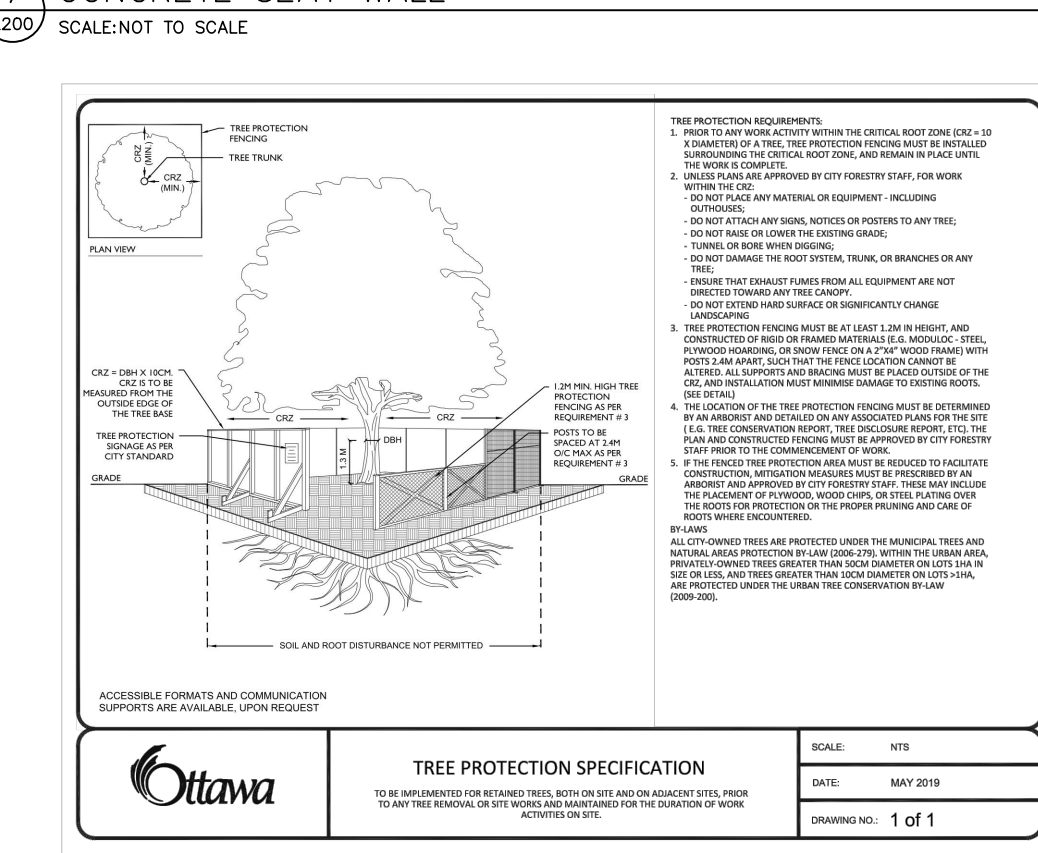 SCALE:NOT TO SCALE
TREE PROTECTION
FENCING
TREE TRUNK
CRZ
(MIN.)
CRZ
(MIN.)
PLAN VIEW
CRZ = DBH X 10CM.
CRZ IS TO BE
MEASURED FROM THE
OUTSIDE EDGE OF
THE TREE BASE
TREE PROTECTION
SIGNAGE AS PER
CITY STANDARD
GRADE
CRZ
CRZ
DBH
1.3 M
1.2M MIN. HIGH TREE
PROTECTION
FENCING AS PER
REQUIREMENT # 3
POSTS TO BE
SPACED AT 2.4M
O/C MAX AS PER
REQUIREMENT # 3
GRADE
SOIL AND ROOT DISTURBANCE NOT PERMITTED
ACCESSIBLE FORMATS AND COMMUNICATION
SUPPORTS ARE AVAILABLE, UPON REQUEST
TREE PROTECTION REQUIREMENTS:
1. PRIOR TO ANY WORK ACTIVITY WITHIN THE CRITICAL ROOT ZONE (CRZ = 10
X DIAMETER) OF A TREE, TREE PROTECTION FENCING MUST BE INSTALLED
SURROUNDING THE CRITICAL ROOT ZONE, AND REMAIN IN PLACE UNTIL
THE WORK IS COMPLETE.
2. UNLESS PLANS ARE APPROVED BY CITY FORESTRY STAFF, FOR WORK
WITHIN THE CRZ:
- DO NOT PLACE ANY MATERIAL OR EQUIPMENT - INCLUDING
OUTHOUSES;
- DO NOT ATTACH ANY SIGNS, NOTICES OR POSTERS TO ANY TREE;
- DO NOT RAISE OR LOWER THE EXISTING GRADE;
- TUNNEL OR BORE WHEN DIGGING;
- DO NOT DAMAGE THE ROOT SYSTEM, TRUNK, OR BRANCHES OR ANY
TREE;
- ENSURE THAT EXHAUST FUMES FROM ALL EQUIPMENT ARE NOT
DIRECTED TOWARD ANY TREE CANOPY.
- DO NOT EXTEND HARD SURFACE OR SIGNIFICANTLY CHANGE
LANDSCAPING
3. TREE PROTECTION FENCING MUST BE AT LEAST 1.2M IN HEIGHT, AND
CONSTRUCTED OF RIGID OR FRAMED MATERIALS (E.G. MODULOC - STEEL,
PLYWOOD HOARDING, OR SNOW FENCE ON A 2"X4" WOOD FRAME) WITH
POSTS 2.4M APART, SUCH THAT THE FENCE LOCATION CANNOT BE
ALTERED. ALL SUPPORTS AND BRACING MUST BE PLACED OUTSIDE OF THE
CRZ, AND INSTALLATION MUST MINIMISE DAMAGE TO EXISTING ROOTS.
(SEE DETAIL)
4. THE LOCATION OF THE TREE PROTECTION FENCING MUST BE DETERMINED
BY AN ARBORIST AND DETAILED ON ANY ASSOCIATED PLANS FOR THE SITE
( E.G. TREE CONSERVATION REPORT, TREE DISCLOSURE REPORT, ETC). THE
PLAN AND CONSTRUCTED FENCING MUST BE APPROVED BY CITY FORESTRY
STAFF PRIOR TO THE COMMENCEMENT OF WORK.
5. IF THE FENCED TREE PROTECTION AREA MUST BE REDUCED TO FACILITATE
CONSTRUCTION, MITIGATION MEASURES MUST BE PRESCRIBED BY AN
ARBORIST AND APPROVED BY CITY FORESTRY STAFF. THESE MAY INCLUDE
THE PLACEMENT OF PLYWOOD, WOOD CHIPS, OR STEEL PLATING OVER
THE ROOTS FOR PROTECTION OR THE PROPER PRUNING AND CARE OF
ROOTS WHERE ENCOUNTERED.
BY-LAWS
ALL CITY-OWNED TREES ARE PROTECTED UNDER THE MUNICIPAL TREES AND
NATURAL AREAS PROTECTION BY-LAW (2006-279). WITHIN THE URBAN AREA,
PRIVATELY-OWNED TREES GREATER THAN 50CM DIAMETER ON LOTS 1HA IN
SIZE OR LESS, AND TREES GREATER THAN 10CM DIAMETER ON LOTS >1HA,
ARE PROTECTED UNDER THE URBAN TREE CONSERVATION BY-LAW
(2009-200).
Ottawa
TREE PROTECTION SPECIFICATION
TO BE IMPLEMENTED FOR RETAINED TREES, BOTH ON SITE AND ON ADJACENT SITES, PRIOR
TO ANY TREE REMOVAL OR SITE WORKS AND MAINTAINED FOR THE DURATION OF WORK
ACTIVITIES ON SITE.
SCALE: NTS
DATE: MAY 2019
DRAWING NO.: 1 of 1